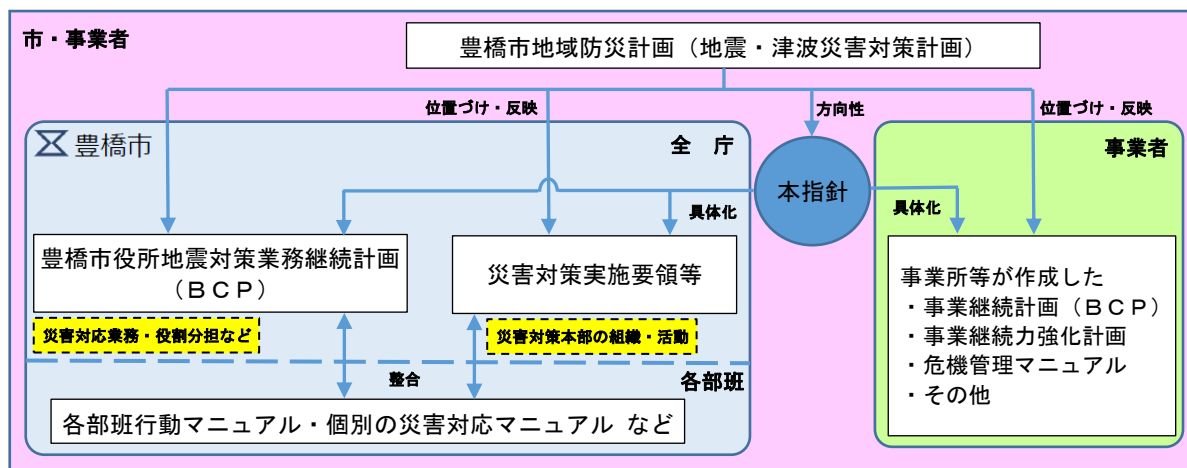 市・事業者
豊橋市地域防災計画（地震・津波災害対策計画）
位置づけ・反映
方向性
位置づけ・反映
豊橋市
全　庁
本指針
事業者
具体化
具体化
豊橋市役所地震対策業務継続計画
（ＢＣＰ）
災害対策実施要領等
事業所等が作成した
・事業継続計画（ＢＣＰ）
・事業継続力強化計画
・危機管理マニュアル
・その他
災害対応業務・役割分担など
災害対策本部の組織・活動
整合
各部班
各部班行動マニュアル・個別の災害対応マニュアル など